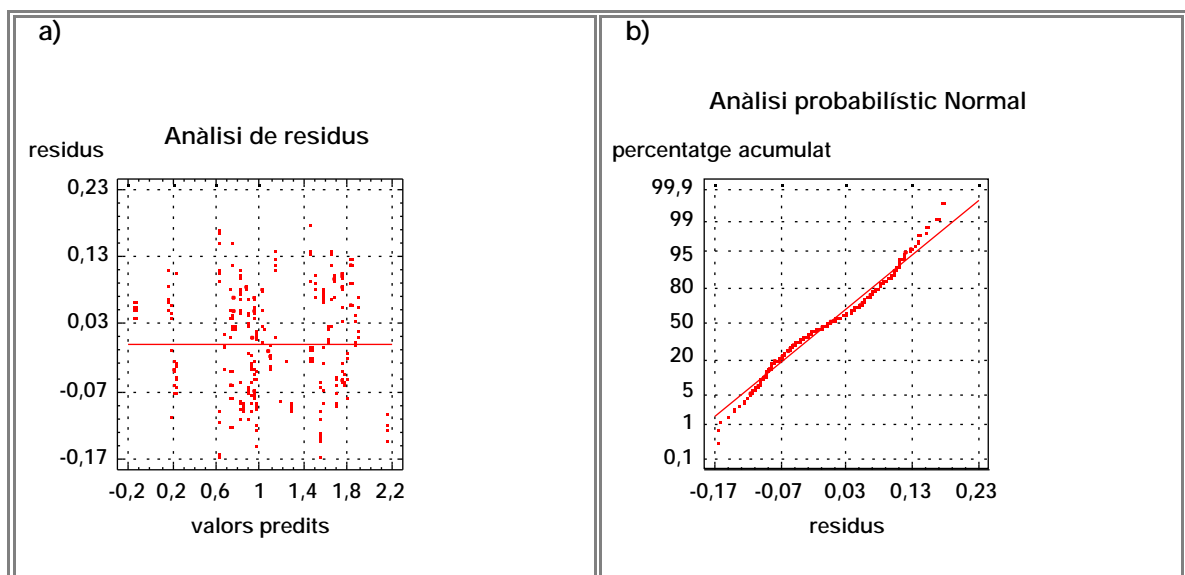 a)
Anàlisi de residus
residus
0,23
0,13
0,03
-0,07
-0,17
-0,2 0,2 0,6 1 1,4 1,8 2,2
valors predits
b)
Anàlisi probabilístic Normal
percentatge acumulat
99,9
99
95
80
50
20
5
1
0,1
-0,17 -0,07 0,03 0,13 0,23
residus